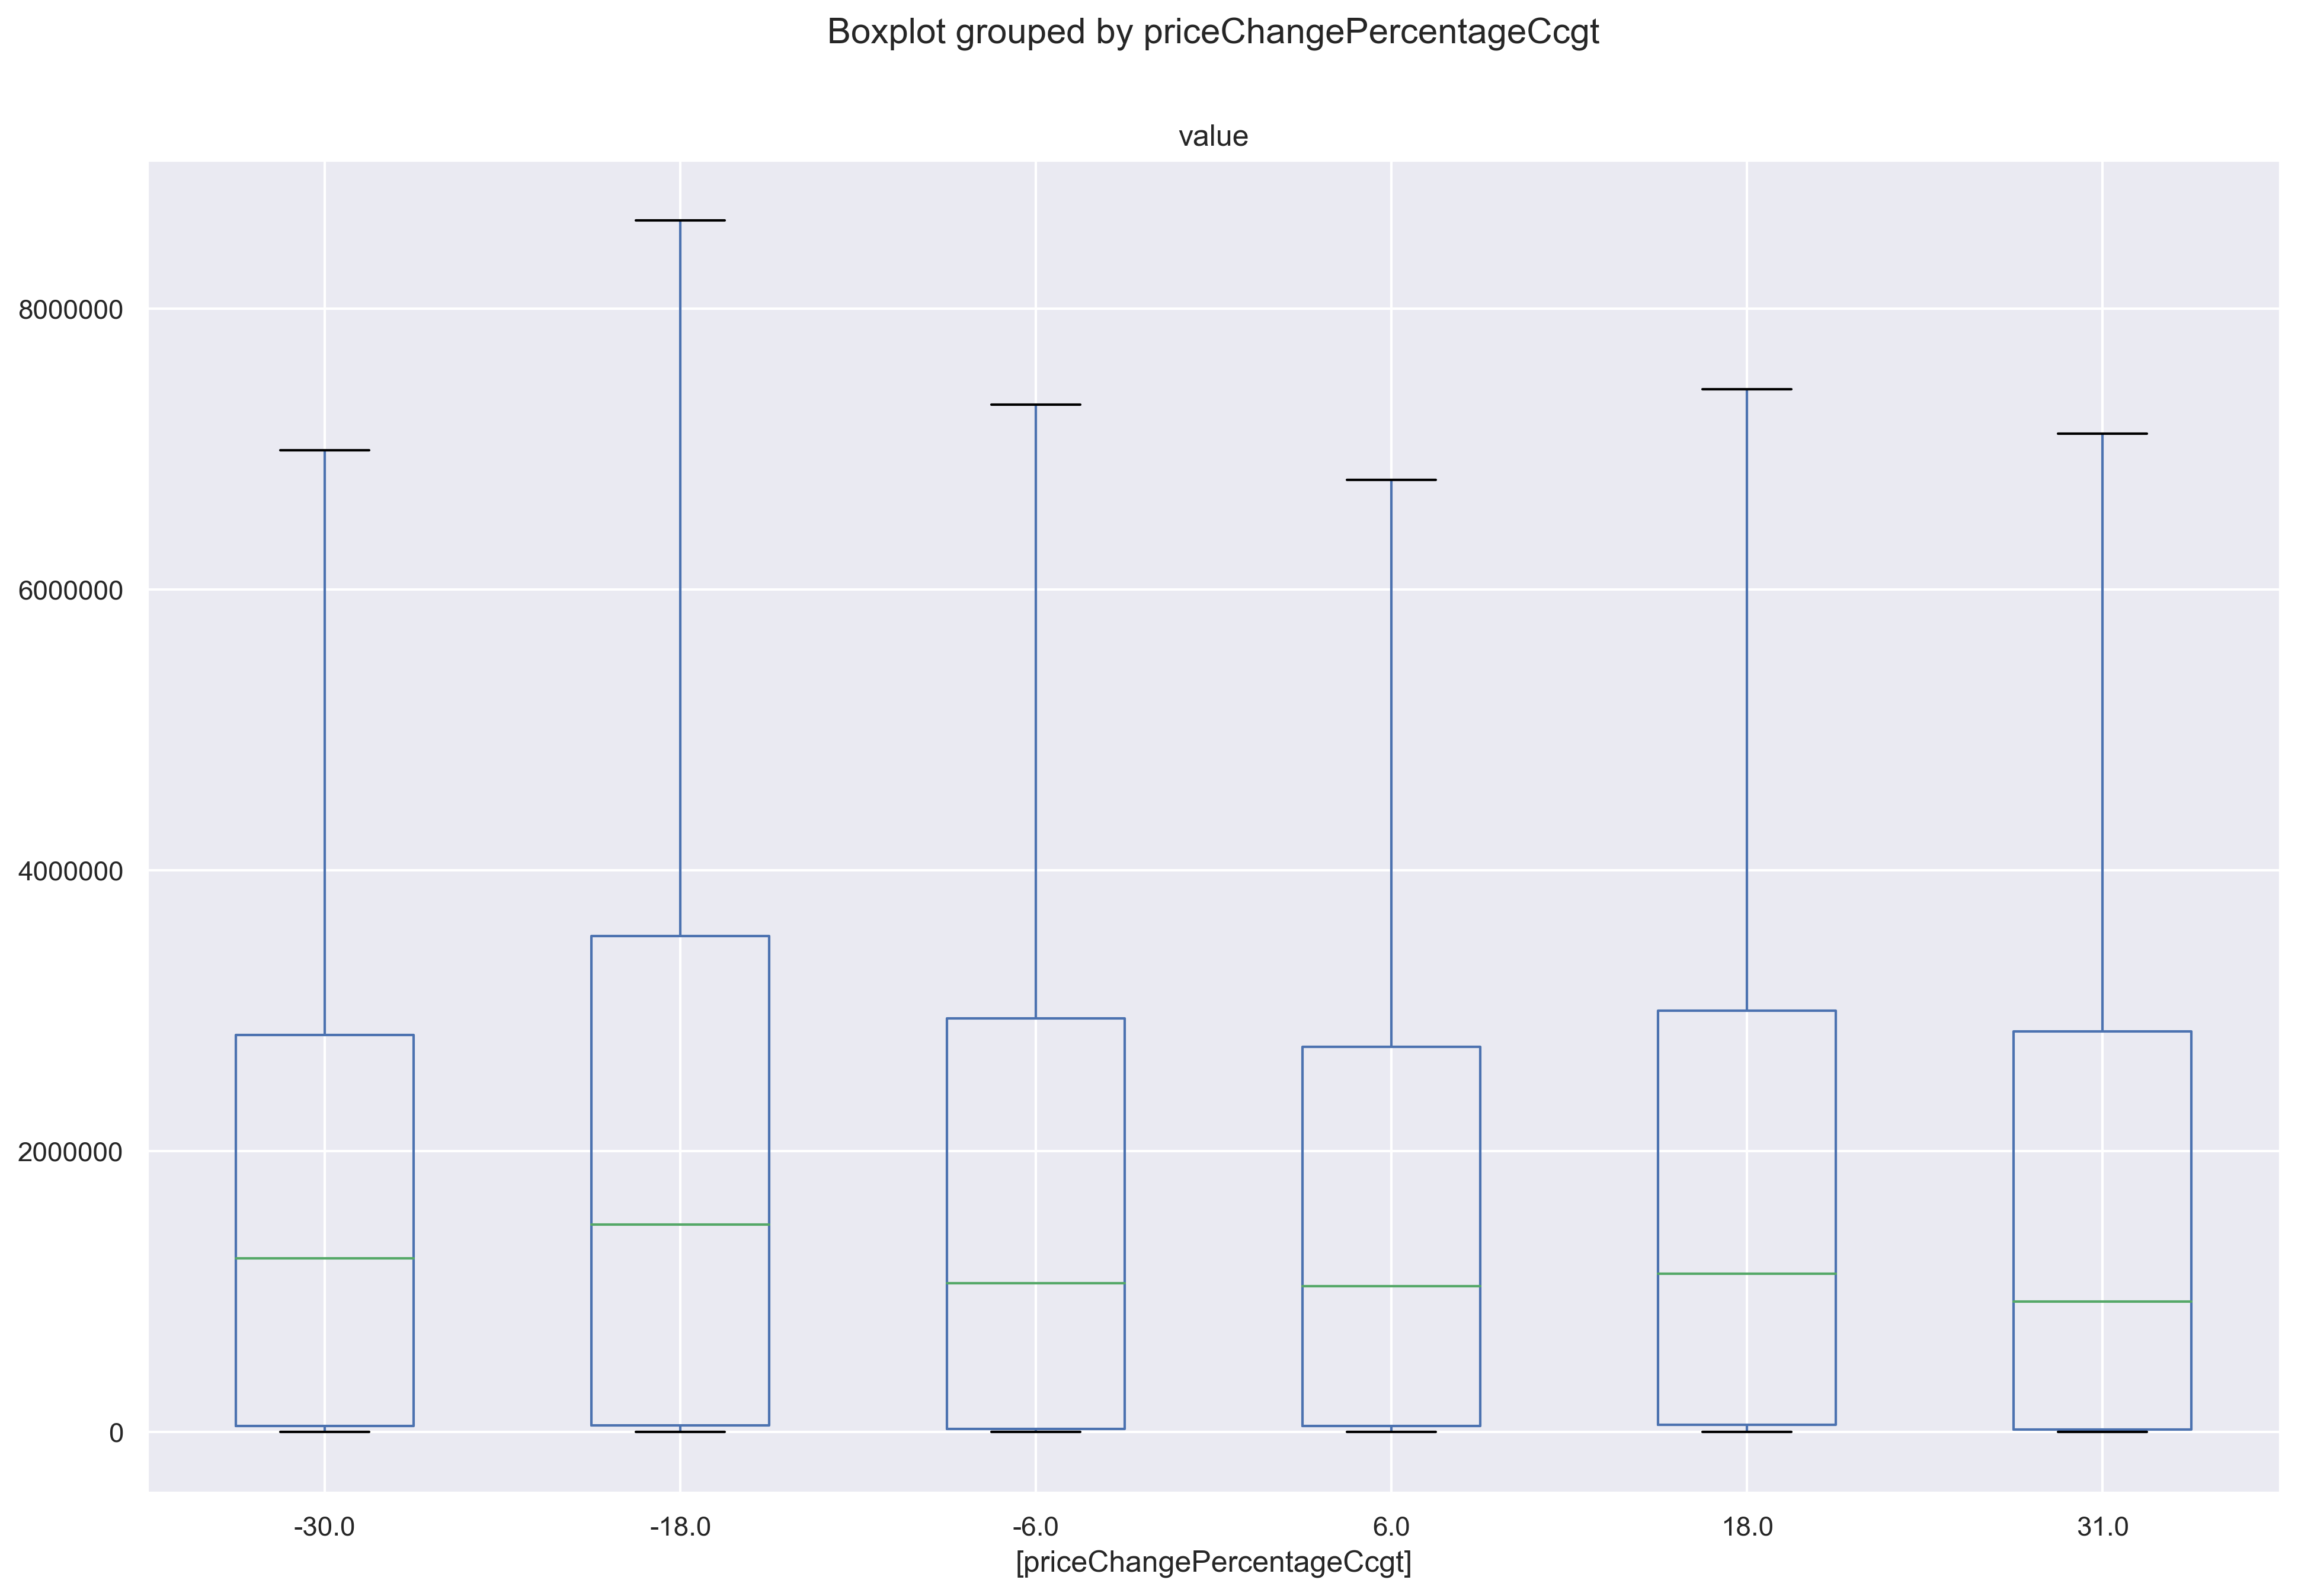 Boxplot grouped by priceChangePercentageCcgt
value
8000000
6000000
4000000
2000000
0
-30.0 -18.0 -6.0 6.0 18.0 31.0
[priceChangePercentageCcgt]